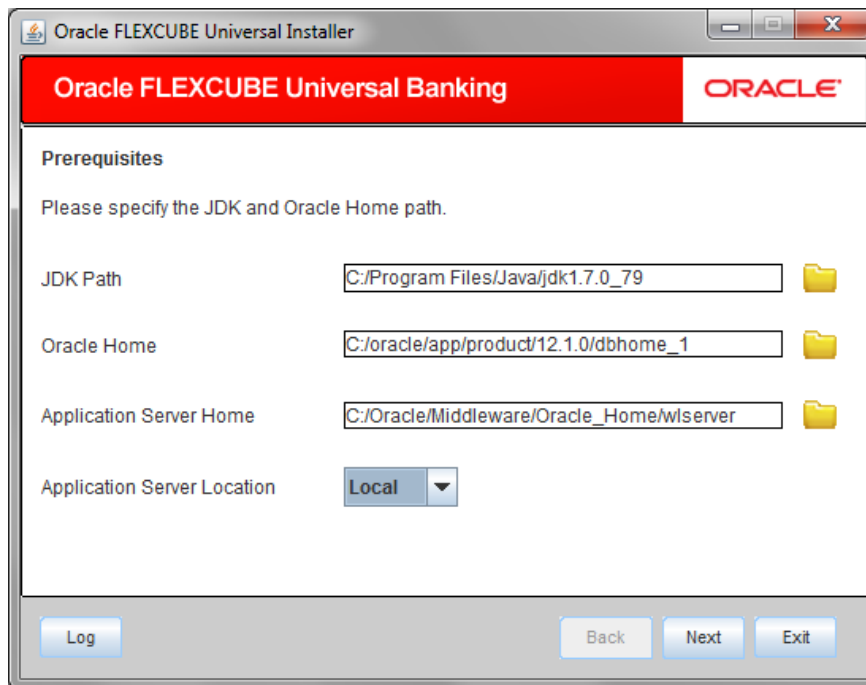 Oracle FLEXCUBE Universal Installer
Oracle FLEXCUBE Universal Banking
ORACLE
Prerequisites
Please specify the JDK and Oracle Home path.
JDK Path
C:/Program Files/Java/jdk1.7.0_79
Oracle Home
C:/oracle/app/product/12.1.0/dbhome_1
Application Server Home
C:/Oracle/Middleware/Oracle_Home/wlserver
Application Server Location
Local
Log
Back
Next
Exit